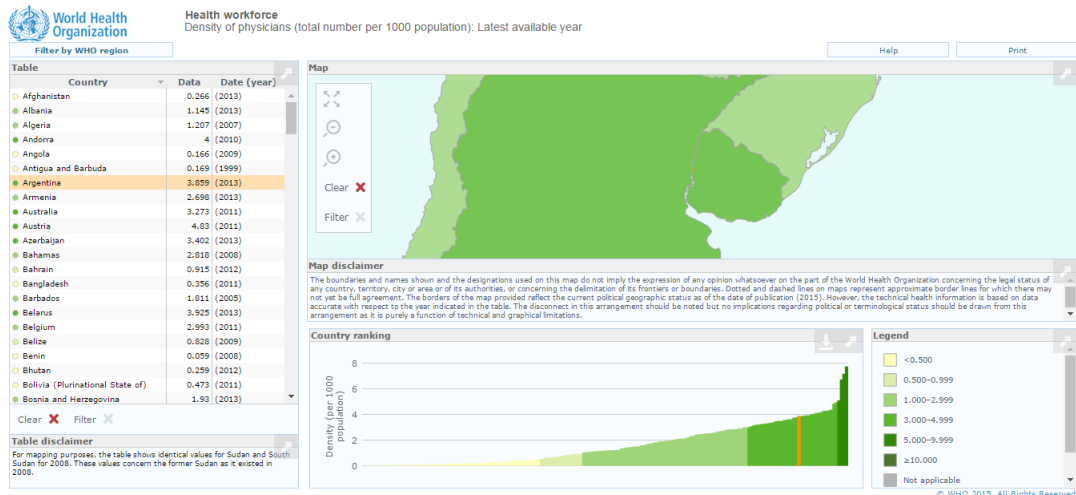 World Health
Organization
Health workforce
Density of physicians (total number per 1000 population): Latest available year
Filter by WHO region
Help
Print
Table
Country Data Date (year)
Afghanistan 0.266 (2013)
Albania 1.145 (2013)
Algeria 1.207 (2007)
Andorra 4 (2010)
Angola 0.166 (2009)
Antigua and Barbuda 0.169 (1999)
Argentina 3.859 (2013)
Armenia 2.698 (2013)
Australia 3.273 (2011)
Austria 4.83 (2011)
Azerbaijan 3.402 (2013)
Bahamas 2.818 (2008)
Bahrain 0.915 (2012)
Bangladesh 0.356 (2011)
Barbados 1.811 (2005)
Belarus 3.925 (2013)
Belgium 2.993 (2011)
Belize 0.828 (2009)
Benin 0.059 (2008)
Bhutan 0.259 (2012)
Bolivia (Plurinational State of) 0.473 (2011)
Bosnia and Herzegovina 1.93 (2013)
Clear
Filter
Table disclaimer
For mapping purposes, the table shows identical values for Sudan and South
Sudan for 2008. These values concern the former Sudan as it existed in
2008.
Map
Clear
Filter
Map disclaimer
The boundaries and names shown and the designations used on this map do not imply the expression of any opinion whatsoever on the part of the World Health Organization concerning the legal status of
any country, territory, city or area or of its authorities, or concerning the delimitation of its frontiers or boundaries. Dotted and dashed lines on maps represent approximate border lines for which there may
not yet be full agreement. The borders of the map provided reflect the current political geographic status as of the date of publication (2015). However, the technical health information is based on data
accurate with respect to the year indicated in the table. The disconnect in this arrangement should be noted but no implications regarding political or terminological status should be drawn from this
arrangement as it is purely a function of technical and graphical limitations.
Country ranking
Density (per 1000
population)
8
6
4
2
0
Legend
<0.500
0.500–0.999
1.000–2.999
3.000–4.999
5.000–9.999
≥10.000
Not applicable
© WHO 2015. All Rights Reserved